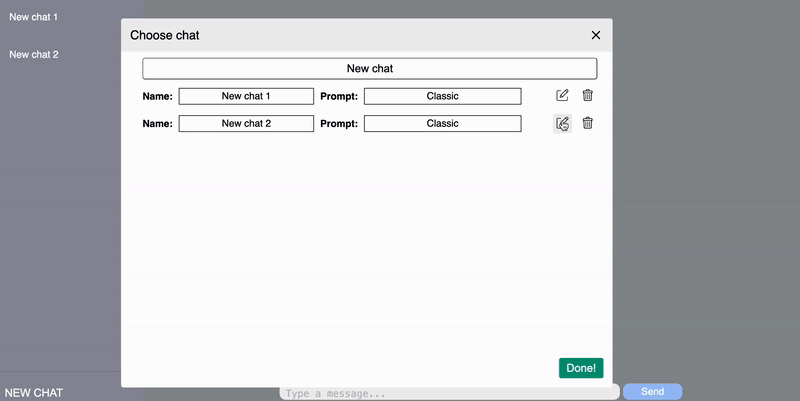 New chat 1
New chat 2
Choose chat
New chat
Name: New chat 1 Prompt: Classic
Name: New chat 2 Prompt: Classic
Done!
NEW CHAT
Type a message...
Send